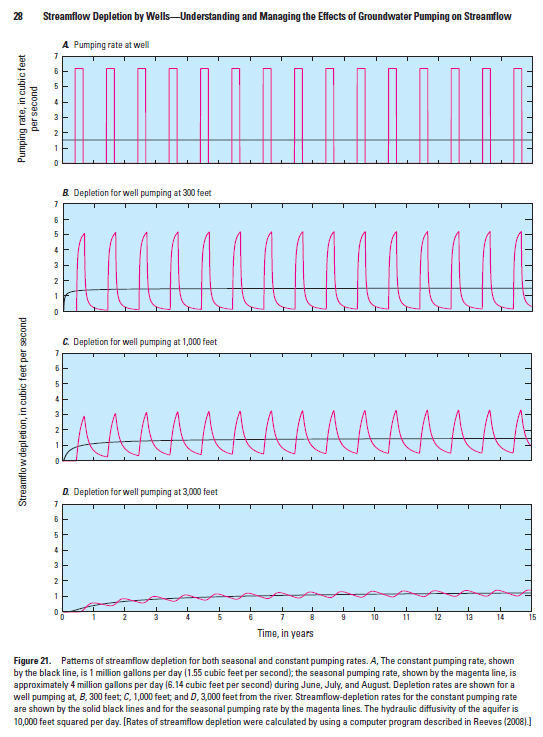 28 Streamflow Depletion by Wells—Understanding and Managing the Effects of Groundwater Pumping on Streamflow
A. Pumping rate at well
Pumping rate, in cubic feet
per second
7
6
5
4
3
2
1
0
B. Depletion for well pumping at 300 feet
7
6
5
4
3
2
1
0
Streamflow depletion, in cubic feet per second
C. Depletion for well pumping at 1,000 feet
7
6
5
4
3
2
1
0
D. Depletion for well pumping at 3,000 feet
7
6
5
4
3
2
1
0
0 1 2 3 4 5 6 7 8 9 10 11 12 13 14 15
Time, in years
Figure 21. Patterns of streamflow depletion for both seasonal and constant pumping rates. A, The constant pumping rate, shown
by the black line, is 1 million gallons per day (1.55 cubic feet per second); the seasonal pumping rate, shown by the magenta line, is
approximately 4 million gallons per day (6.14 cubic feet per second) during June, July, and August. Depletion rates are shown for a
well pumping at, B, 300 feet; C, 1,000 feet; and D, 3,000 feet from the river. Streamflow-depletion rates for the constant pumping rate
are shown by the solid black lines and for the seasonal pumping rate by the magenta lines. The hydraulic diffusivity of the aquifer is
10,000 feet squared per day. [Rates of streamflow depletion were calculated by using a computer program described in Reeves (2008).]